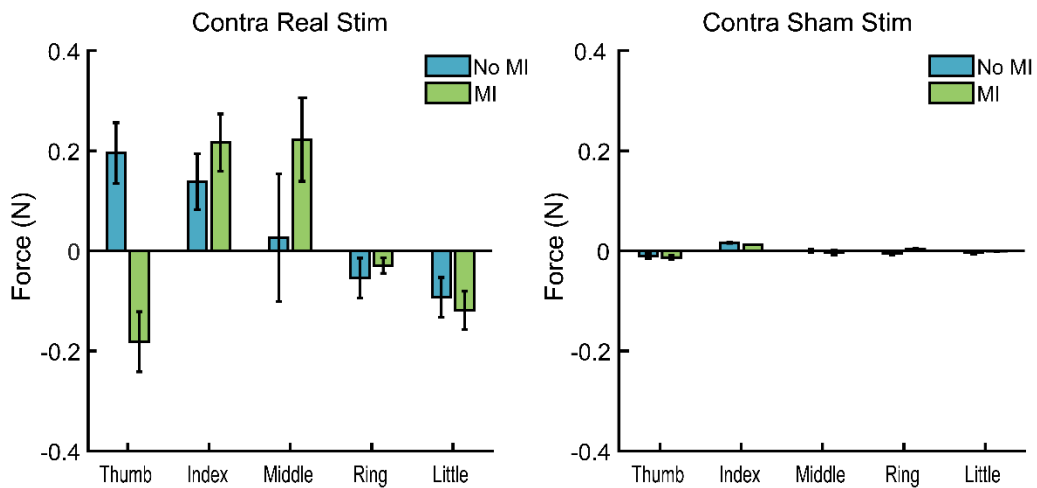 Contra Real Stim
No MI
MI
Force (N)
0.4
0.2
0
-0.2
-0.4
Thumb Index Middle Ring Little
Contra Sham Stim
No MI
MI
Force (N)
0.4
0.2
0
-0.2
-0.4
Thumb Index Middle Ring Little